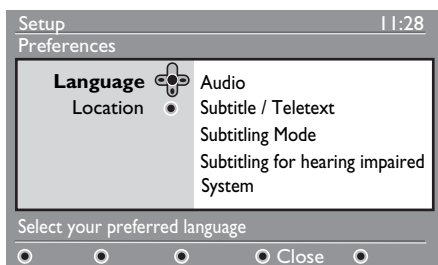 Setup 11:28
Preferences
Language Audio
Location Subtitle / Teletext
Subtitling Mode
Subtitling for hearing impaired
System
Select your preferred language
Close